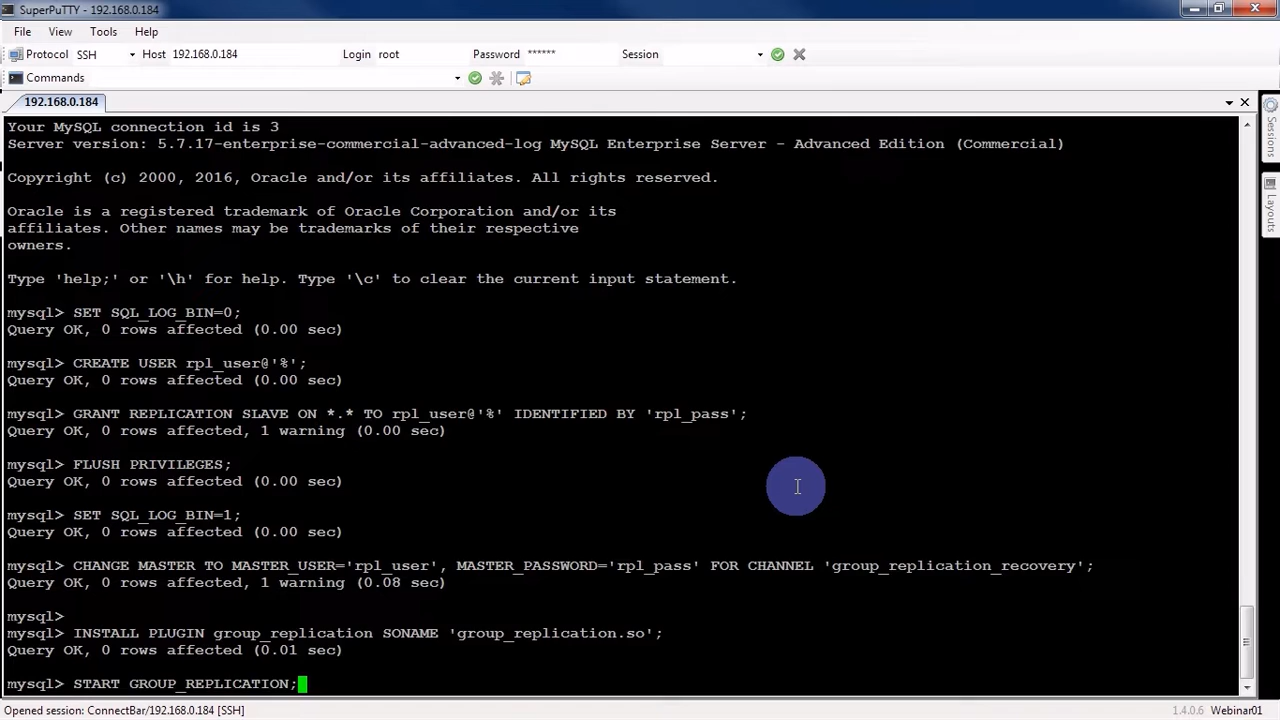 SuperPuTTY - 192.168.0.184
File View Tools Help
Protocol SSH Host 192.168.0.184 Login root Password ****** Session
Commands
192.168.0.184
Your MySQL connection id is 3
Server version: 5.7.17-enterprise-commercial-advanced-log MySQL Enterprise Server - Advanced Edition (Commercial)
Copyright (c) 2000, 2016, Oracle and/or its affiliates. All rights reserved.
Oracle is a registered trademark of Oracle Corporation and/or its
affiliates. Other names may be trademarks of their respective
owners.
Type 'help;' or '\h' for help. Type '\c' to clear the current input statement.
mysql> SET SQL_LOG_BIN=0;
Query OK, 0 rows affected (0.00 sec)
mysql> CREATE USER rpl_user@'%';
Query OK, 0 rows affected (0.00 sec)
mysql> GRANT REPLICATION SLAVE ON *.* TO rpl_user@'%' IDENTIFIED BY 'rpl_pass';
Query OK, 0 rows affected, 1 warning (0.00 sec)
mysql> FLUSH PRIVILEGES;
Query OK, 0 rows affected (0.00 sec)
mysql> SET SQL_LOG_BIN=1;
Query OK, 0 rows affected (0.00 sec)
mysql> CHANGE MASTER TO MASTER_USER='rpl_user', MASTER_PASSWORD='rpl_pass' FOR CHANNEL 'group_replication_recovery';
Query OK, 0 rows affected, 1 warning (0.08 sec)
mysql>
mysql> INSTALL PLUGIN group_replication SONAME 'group_replication.so';
Query OK, 0 rows affected (0.01 sec)
mysql> START GROUP_REPLICATION;
Sessions
Layouts
Opened session: ConnectBar/192.168.0.184 [SSH]
1.4.0.6 Webinar01